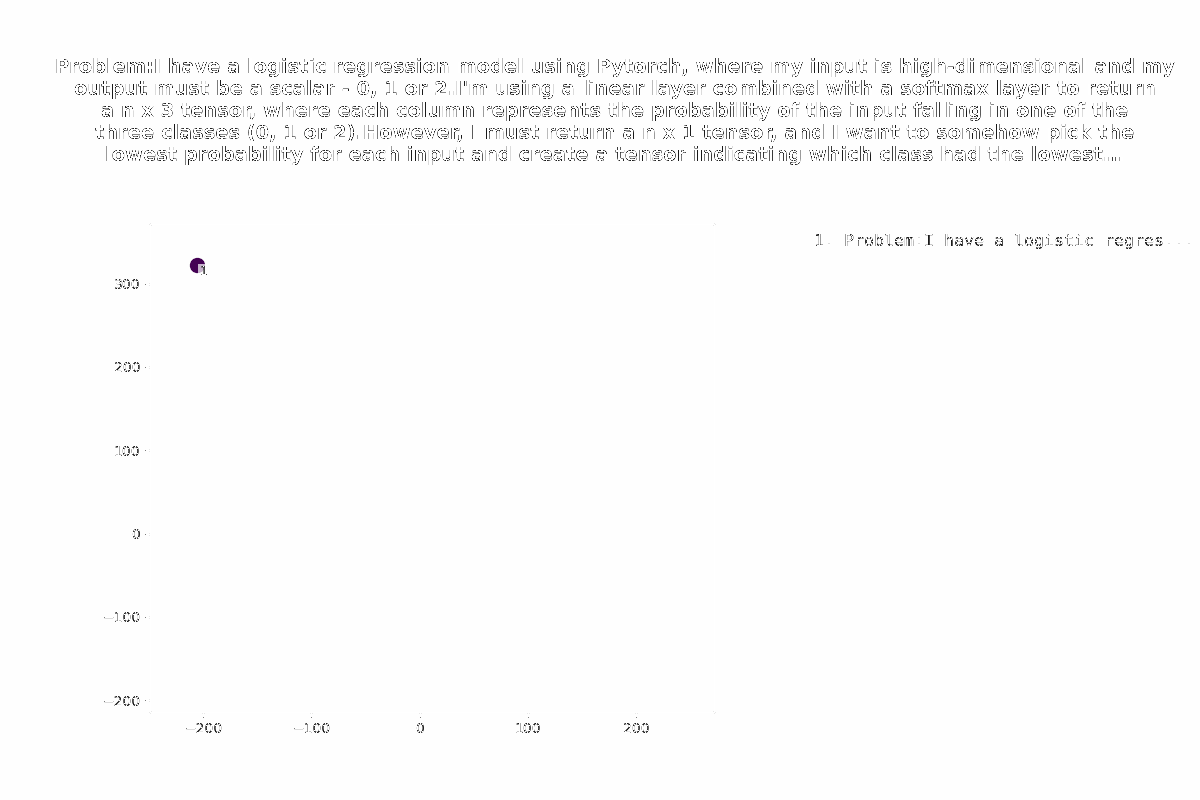 Problem:I have a logistic regression model using Pytorch, where my input is high-dimensional and my
output must be a scalar - 0, 1 or 2.I'm using a linear layer combined with a softmax layer to return
a n x 3 tensor, where each column represents the probability of the input falling in one of the
three classes (0, 1 or 2).However, I must return a n x 1 tensor, and I want to somehow pick the
lowest probability for each input and create a tensor indicating which class had the lowest...
1. Problem:I have a logistic regres...
1
300
200
100
0
−100
−200
−200 −100 0 100 200